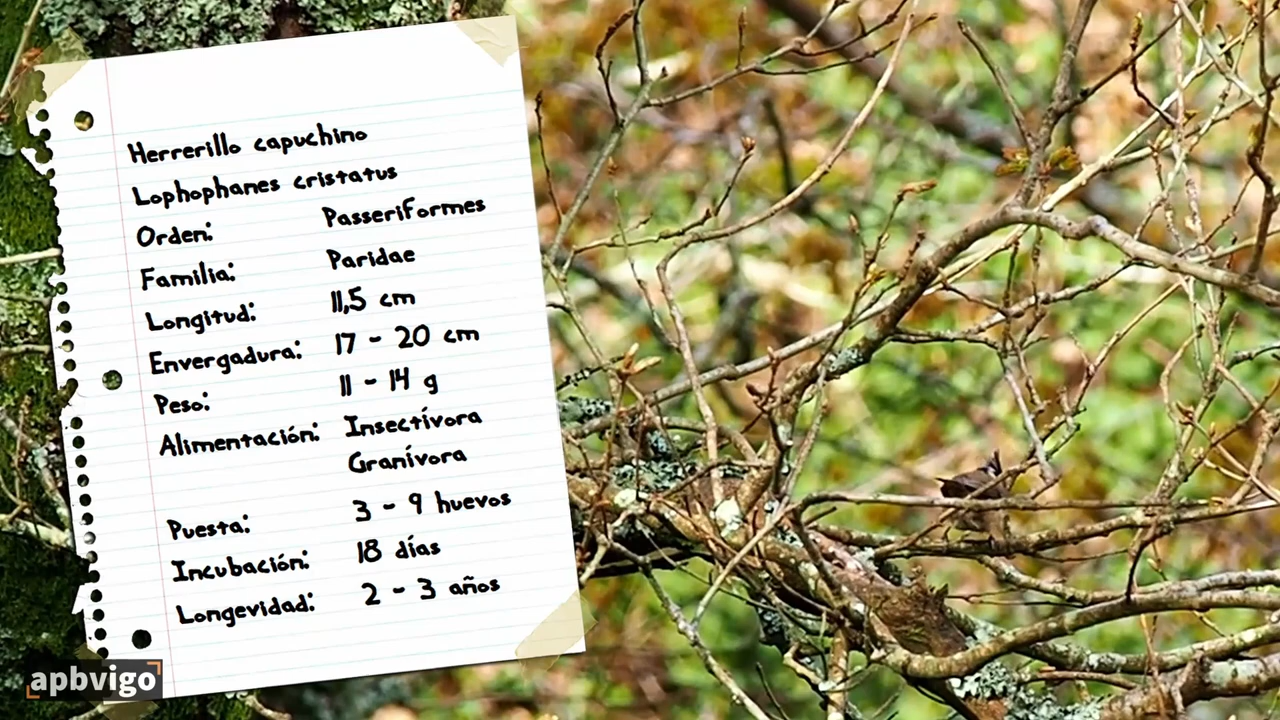 Herrerillo capuchino
Lophophanes cristatus
Orden: Passeriformes
Familia: Paridae
Longitud: 11,5 cm
Envergadura: 17 - 20 cm
Peso: 11 - 14 g
Alimentación: Insectívora
Granívora
Puesta: 3 - 9 huevos
Incubación: 18 días
Longevidad: 2 - 3 años
apbvigo